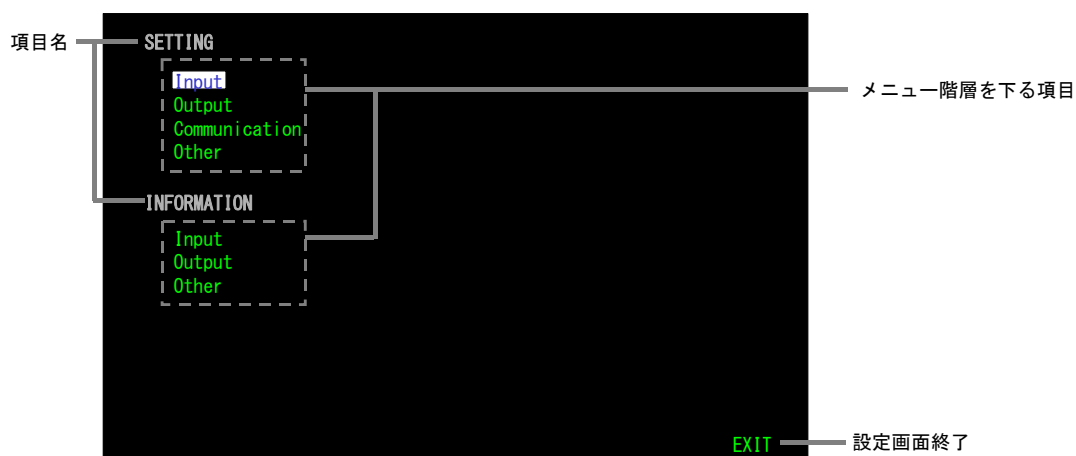 項目名
SETTING
Input
Output
Communication
Other
メニュー階層を下る項目
INFORMATION
Input
Output
Other
EXIT
設定画面終了